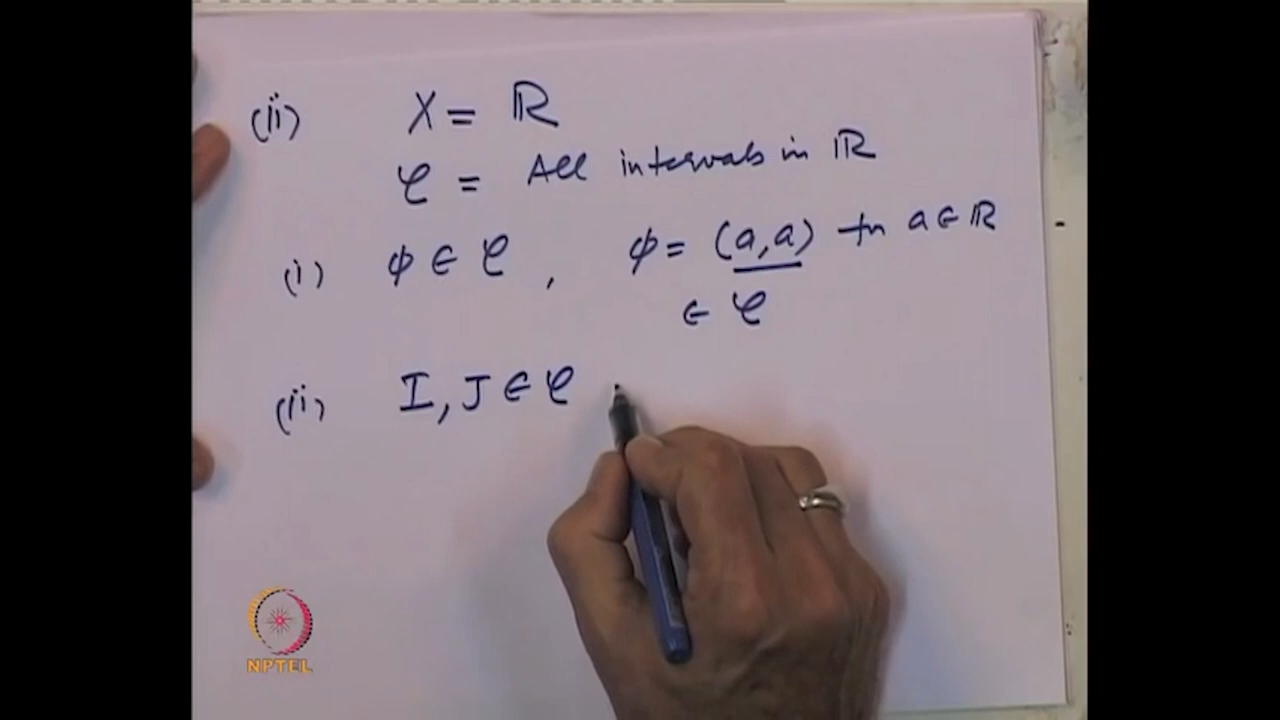 (ii) X = ℝ
𝒞 = All intervals in ℝ
(i) φ ∈ 𝒞, φ = (a,a) for a ∈ ℝ
∈ 𝒞
(ii) I, J ∈ 𝒞
NPTEL